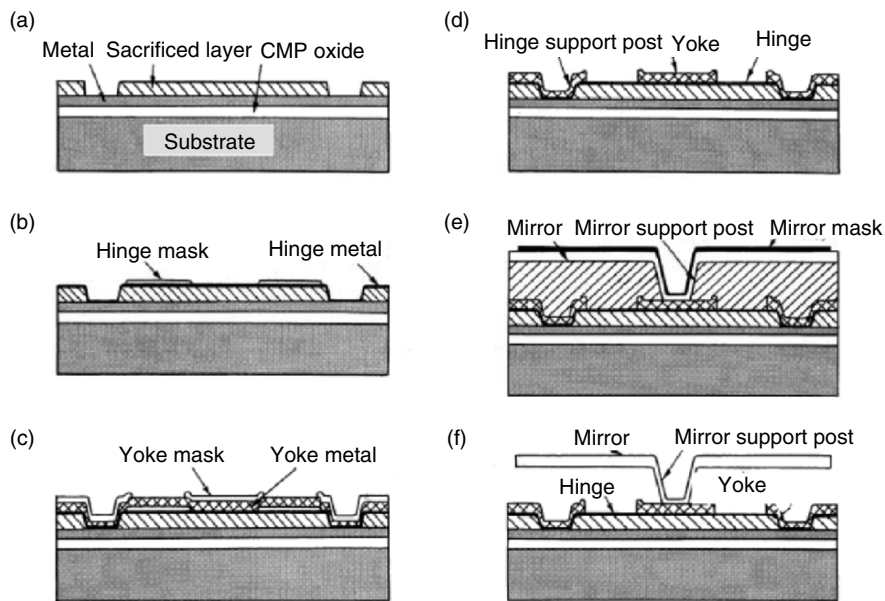 (a)
Metal Sacrificed layer CMP oxide
Substrate
(b)
Hinge mask Hinge metal
(c)
Yoke mask Yoke metal
(d)
Hinge support post Yoke Hinge
(e)
Mirror Mirror support post Mirror mask
(f)
Mirror Mirror support post
Hinge Yoke